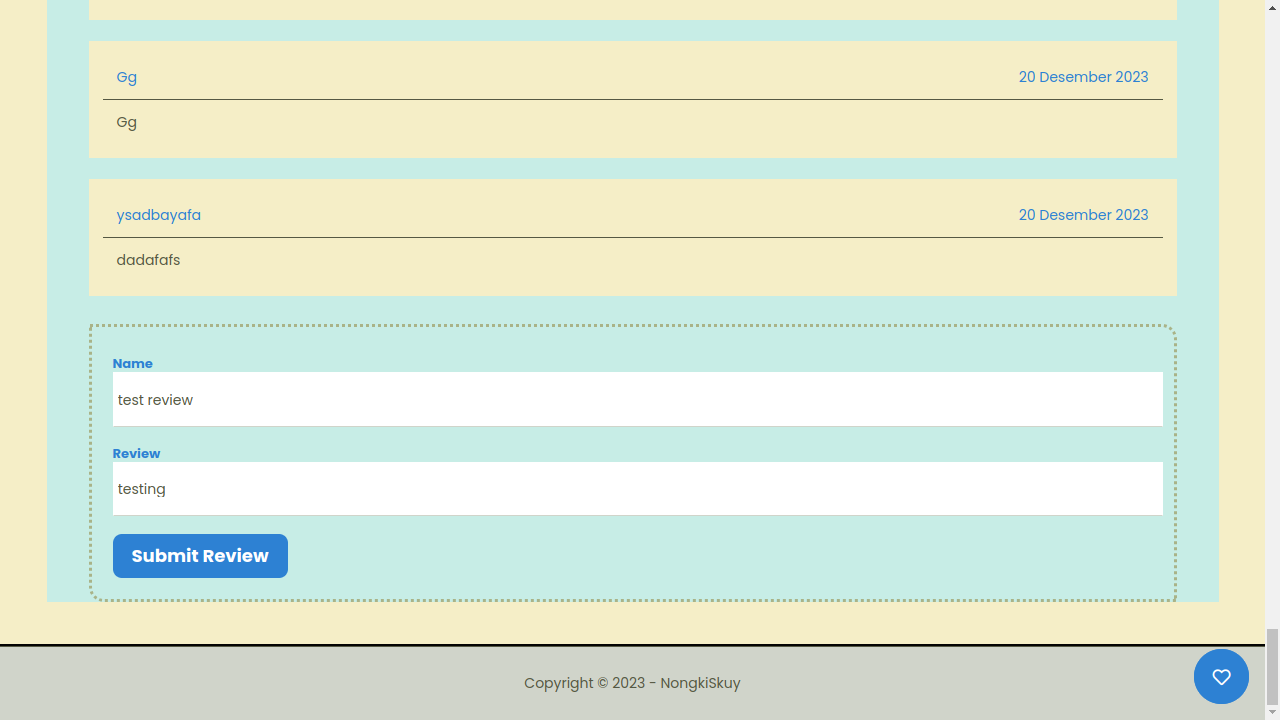 Gg 20 Desember 2023
Gg
ysadbayafa 20 Desember 2023
dadafafs
Name
test review
Review
testing
Submit Review
Copyright © 2023 - NongkiSkuy